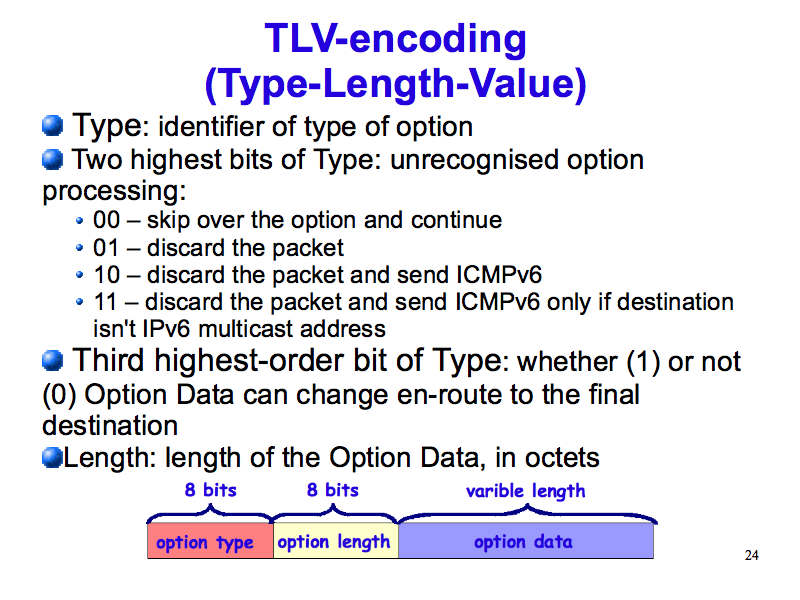 TLV-encoding
(Type-Length-Value)
Type: identifier of type of option
Two highest bits of Type: unrecognised option
processing:
00 – skip over the option and continue
01 – discard the packet
10 – discard the packet and send ICMPv6
11 – discard the packet and send ICMPv6 only if destination
isn't IPv6 multicast address
Third highest-order bit of Type: whether (1) or not
(0) Option Data can change en-route to the final
destination
Length: length of the Option Data, in octets
8 bits 8 bits varible length
option type option length option data
24